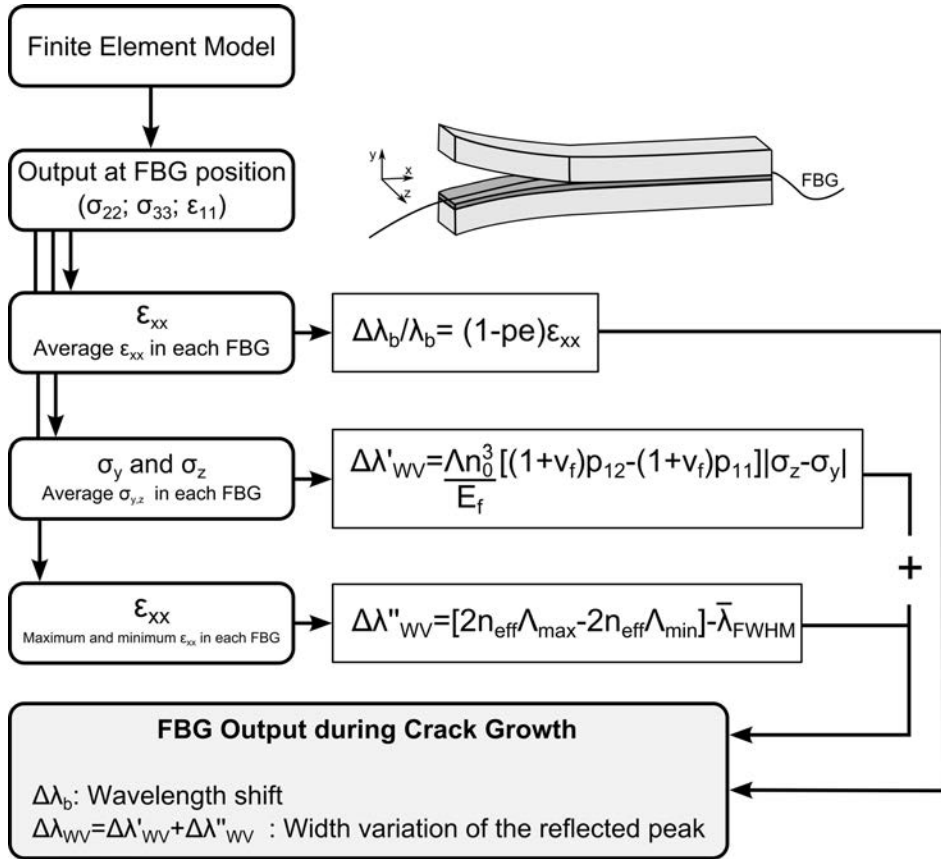 Finite Element Model
Output at FBG position
(σ22; σ33; ε11)
y
x
z
FBG
εxx
Average εxx in each FBG
Δλb/λb= (1-pe)εxx
σy and σz
Average σy,z in each FBG
Δλ'WV=Λn0^3/Ef[(1+vf)p12-(1+vf)p11]|σz-σy|
+
εxx
Maximum and minimum εxx in each FBG
Δλ"WV=[2neffΛmax-2neffΛmin]-λ̄FWHM
FBG Output during Crack Growth
Δλb: Wavelength shift
ΔλWV=Δλ'WV+Δλ"WV : Width variation of the reflected peak